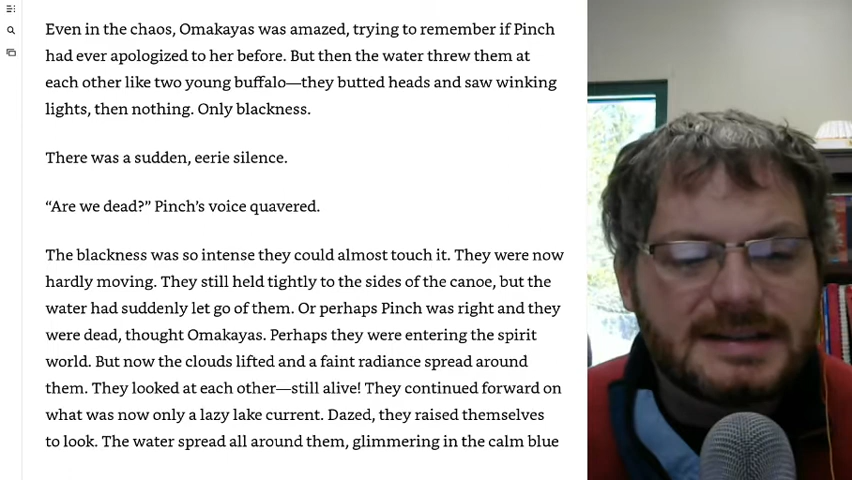 Even in the chaos, Omakayas was amazed, trying to remember if Pinch
had ever apologized to her before. But then the water threw them at
each other like two young buffalo—they butted heads and saw winking
lights, then nothing. Only blackness.
There was a sudden, eerie silence.
“Are we dead?” Pinch’s voice quavered.
The blackness was so intense they could almost touch it. They were now
hardly moving. They still held tightly to the sides of the canoe, but the
water had suddenly let go of them. Or perhaps Pinch was right and they
were dead, thought Omakayas. Perhaps they were entering the spirit
world. But now the clouds lifted and a faint radiance spread around
them. They looked at each other—still alive! They continued forward on
what was now only a lazy lake current. Dazed, they raised themselves
to look. The water spread all around them, glimmering in the calm blue